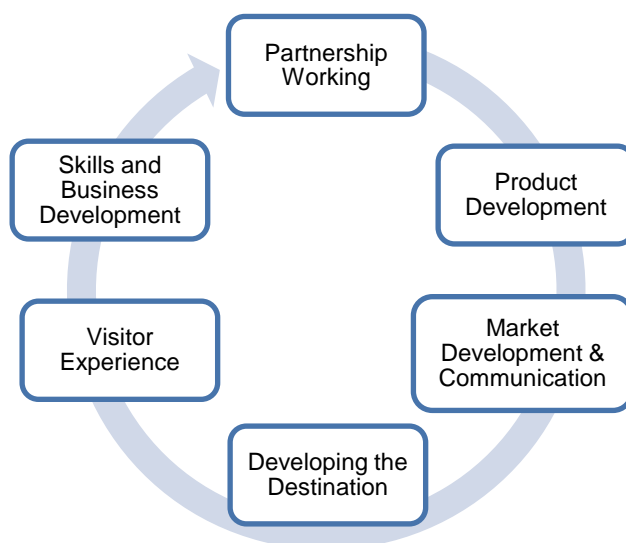 Partnership
Working
Product
Development
Market
Development &
Communication
Developing the
Destination
Visitor
Experience
Skills and
Business
Development